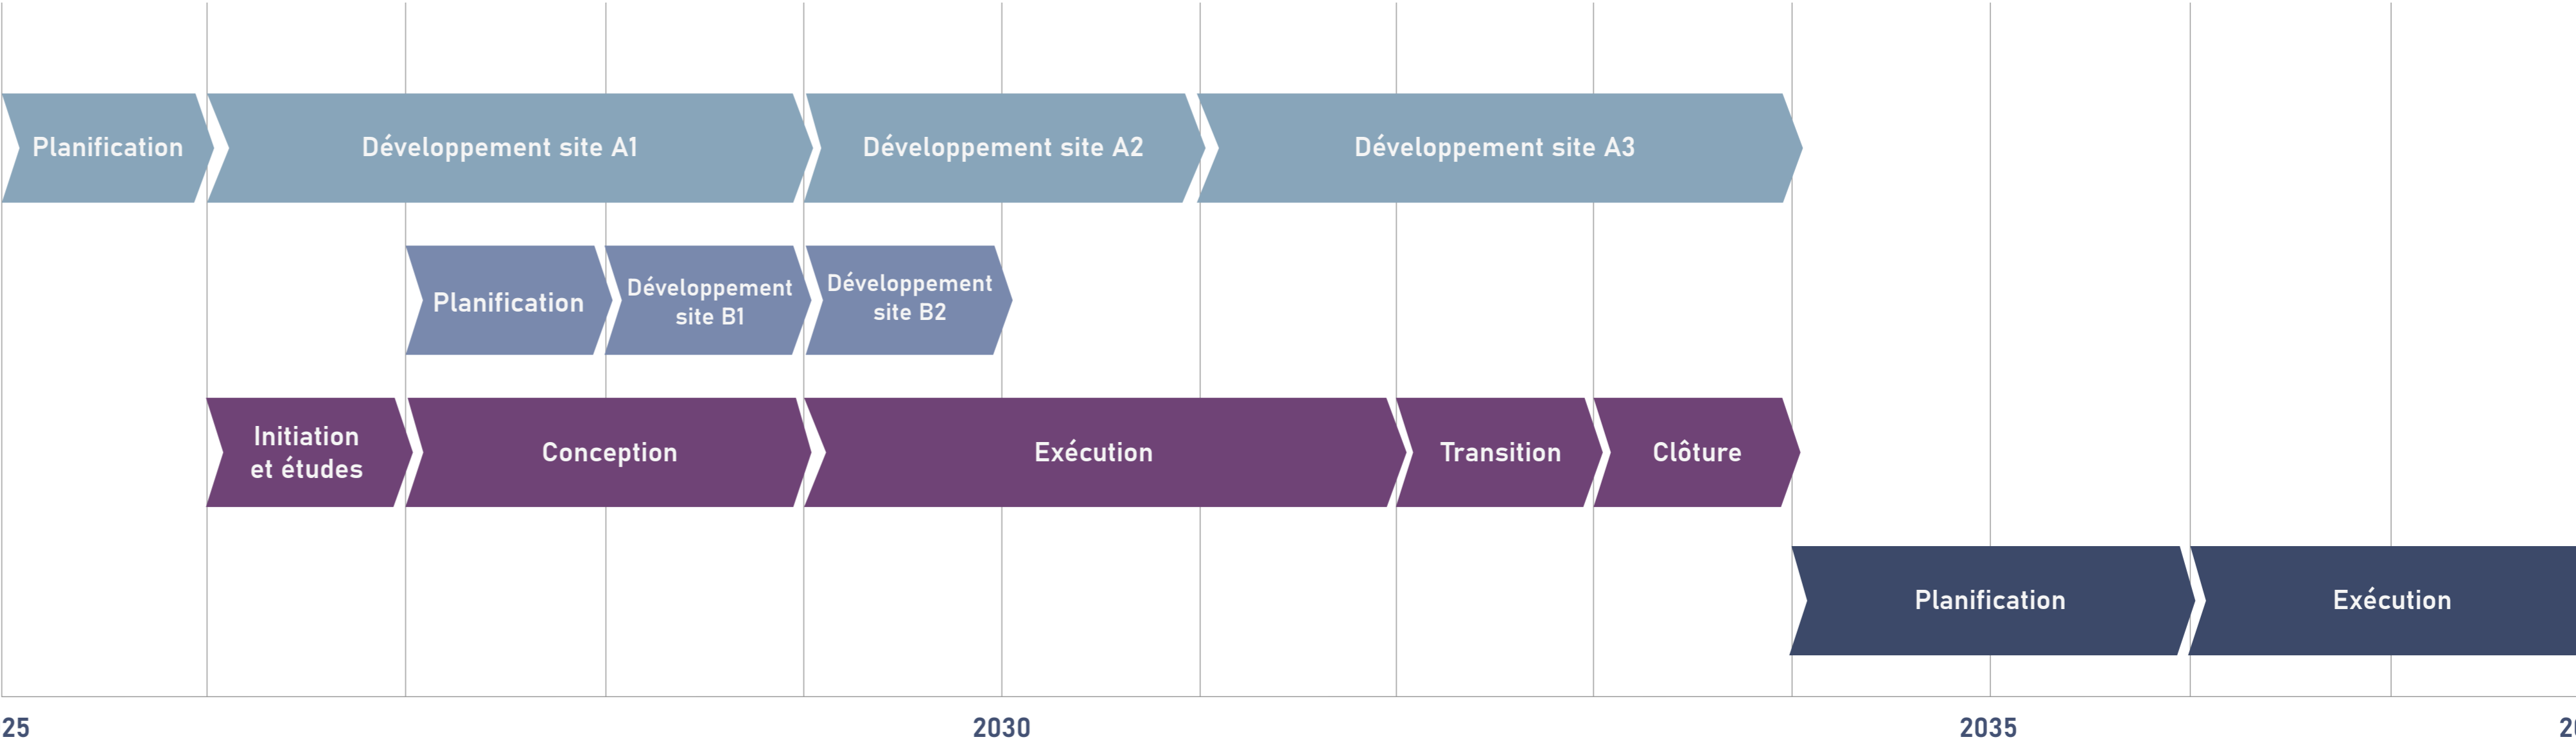 Planification
Développement site A1
Développement site A2
Développement site A3
Planification
Développement
site B1
Développement
site B2
Initiation
et études
Conception
Exécution
Transition
Clôture
Planification
Exécution
25
2030
2035